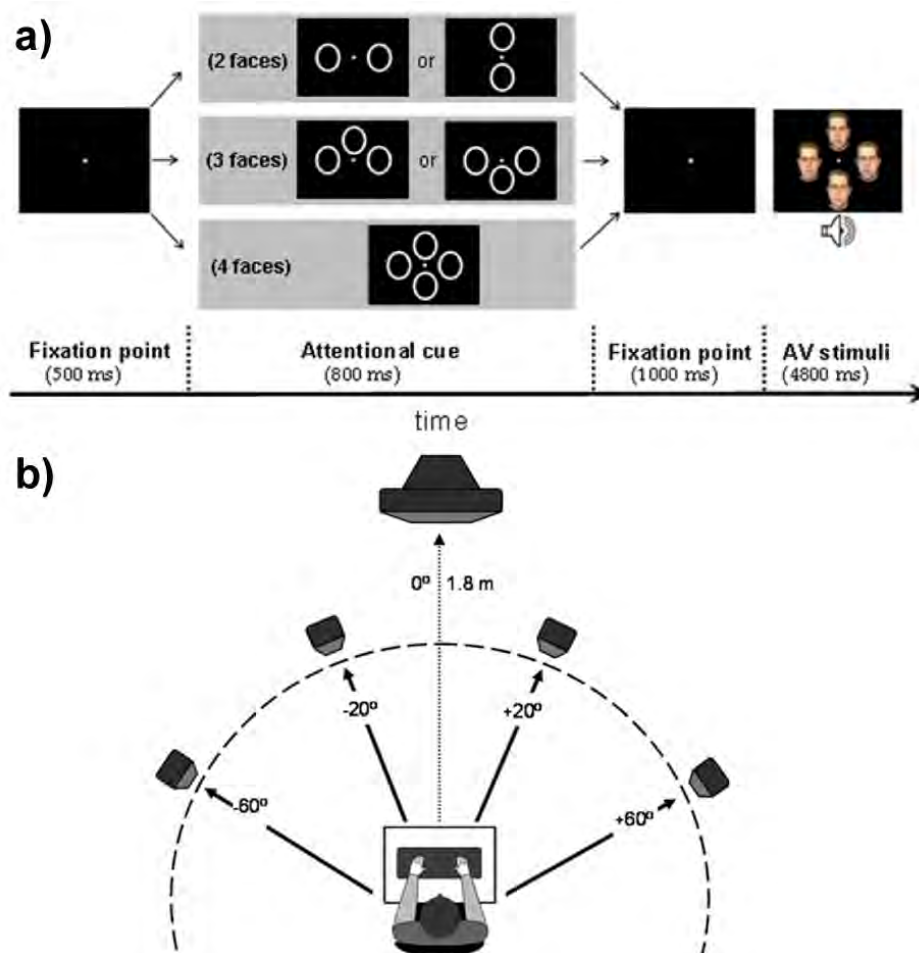 a)
(2 faces)
or
(3 faces)
or
(4 faces)
Fixation point
(500 ms)
Attentional cue
(800 ms)
Fixation point
(1000 ms)
AV stimuli
(4800 ms)
time
b)
0º 1.8 m
-20º
+20º
-60º
+60º